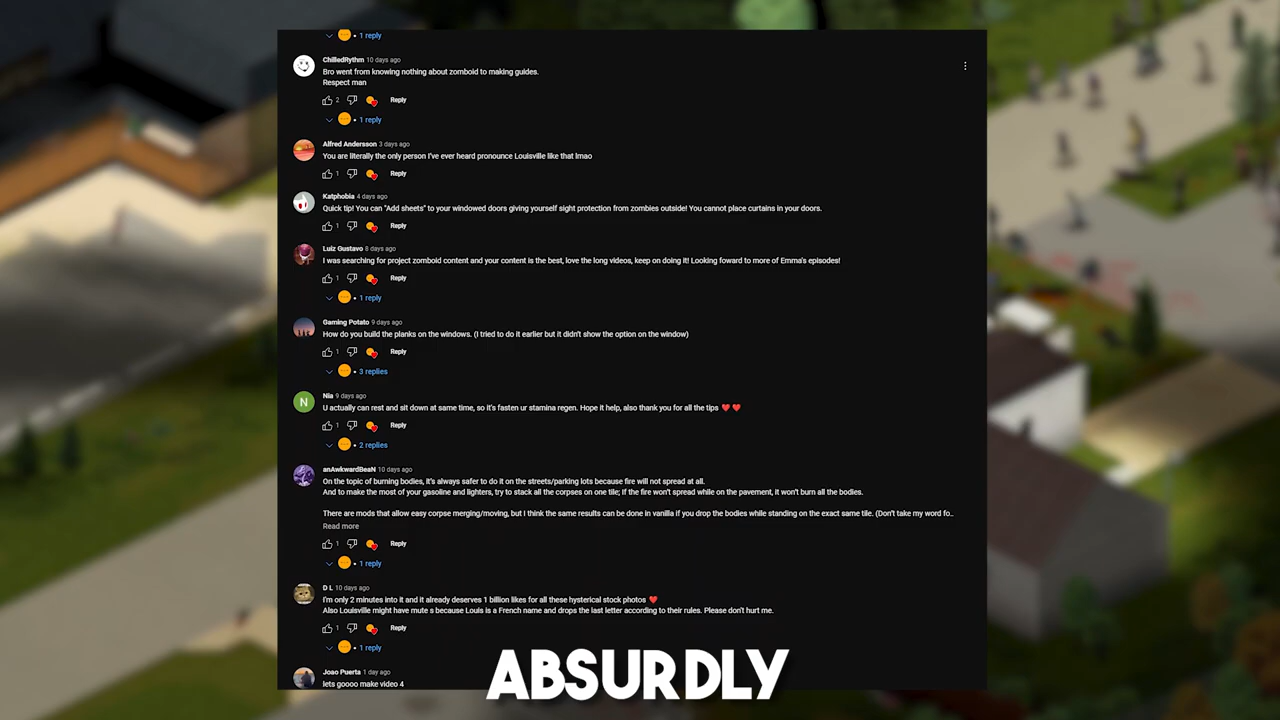 • 1 reply
ChilledRythm 10 days ago
Bro went from knowing nothing about zomboid to making guides.
Respect man
2 Reply
• 1 reply
Alfred Andersson 3 days ago
You are literally the only person I've ever heard pronounce Louisville like that lmao
1 Reply
Katphobia 4 days ago
Quick tip! You can "Add sheets" to your windowed doors giving yourself sight protection from zombies outside! You cannot place curtains in your doors.
1 Reply
Luiz Gustavo 8 days ago
I was searching for project zomboid content and your content is the best, love the long videos, keep on doing it! Looking foward to more of Emma's episodes!
1 Reply
• 1 reply
Gaming Potato 9 days ago
How do you build the planks on the windows. (I tried to do it earlier but it didn't show the option on the window)
1 Reply
• 3 replies
N
Nia 9 days ago
U actually can rest and sit down at same time, so it's fasten ur stamina regen. Hope it help, also thank you for all the tips ❤️ ❤️
1 Reply
• 2 replies
anAwkwardBeaN 10 days ago
On the topic of burning bodies, it's always safer to do it on the streets/parking lots because fire will not spread at all.
And to make the most of your gasoline and lighters, try to stack all the corpses on one tile; if the fire won't spread while on the pavement, it won't burn all the bodies.
There are mods that allow easy corpse merging/moving, but I think the same results can be done in vanilla if you drop the bodies while standing on the exact same tile. (Don't take my word fo..
Read more
1 Reply
• 1 reply
D L 10 days ago
I'm only 2 minutes into it and it already deserves 1 billion likes for all these hysterical stock photos ❤️
Also Louisville might have mute s because Louis is a French name and drops the last letter according to their rules. Please don't hurt me.
1 Reply
• 1 reply
Joao Puerta 1 day ago
lets goooo make video 4
ABSURDLY